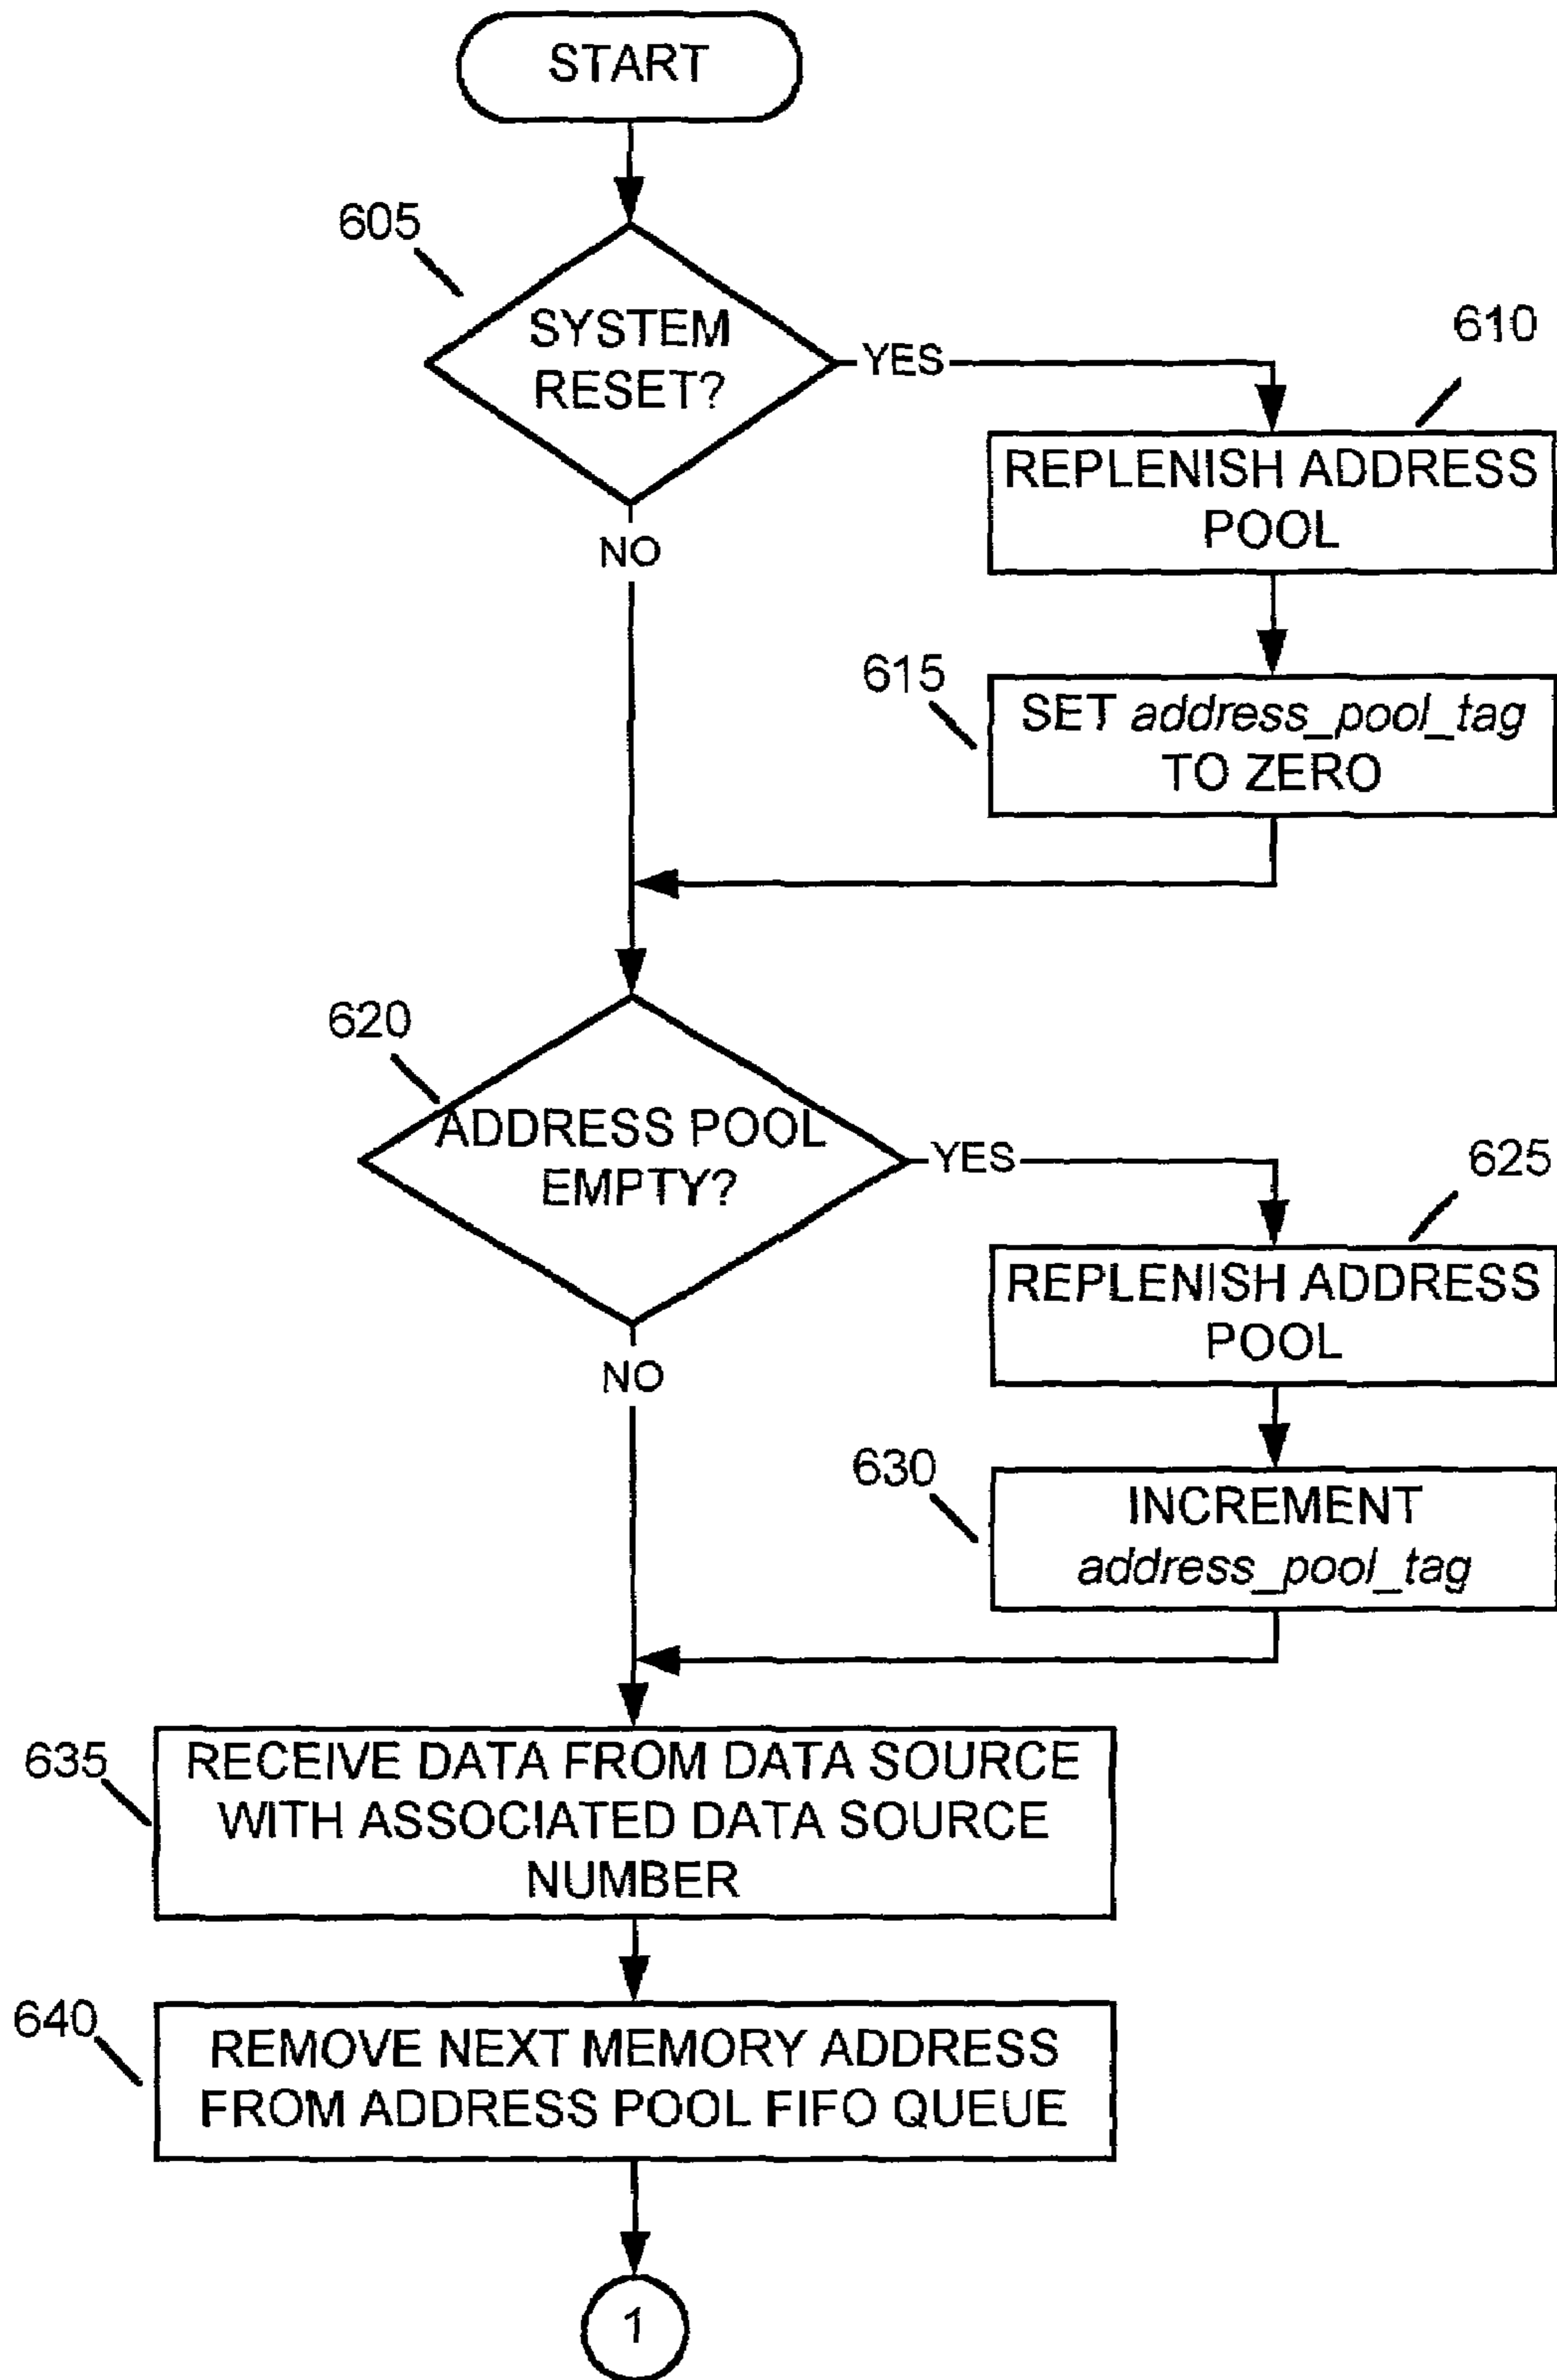 START
605
SYSTEM
RESET?
YES
610
REPLENISH ADDRESS
POOL
NO
615
SET address_pool_tag
TO ZERO
620
ADDRESS POOL
EMPTY?
YES
625
REPLENISH ADDRESS
POOL
NO
630
INCREMENT
address_pool_tag
635
RECEIVE DATA FROM DATA SOURCE
WITH ASSOCIATED DATA SOURCE
NUMBER
640
REMOVE NEXT MEMORY ADDRESS
FROM ADDRESS POOL FIFO QUEUE
1